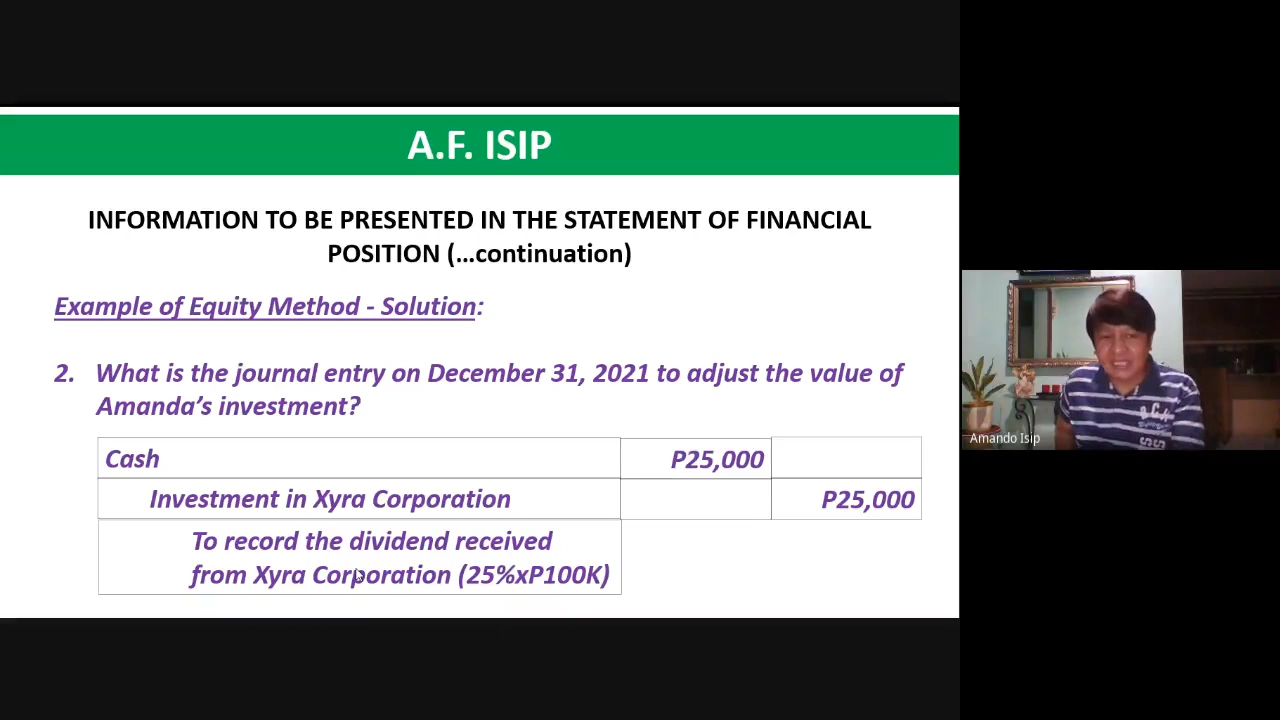 A.F. ISIP
INFORMATION TO BE PRESENTED IN THE STATEMENT OF FINANCIAL
POSITION (...continuation)
Example of Equity Method - Solution:
2. What is the journal entry on December 31, 2021 to adjust the value of
Amanda’s investment?
Cash P25,000
Investment in Xyra Corporation P25,000
To record the dividend received
from Xyra Corporation (25%xP100K)
Amando Isip